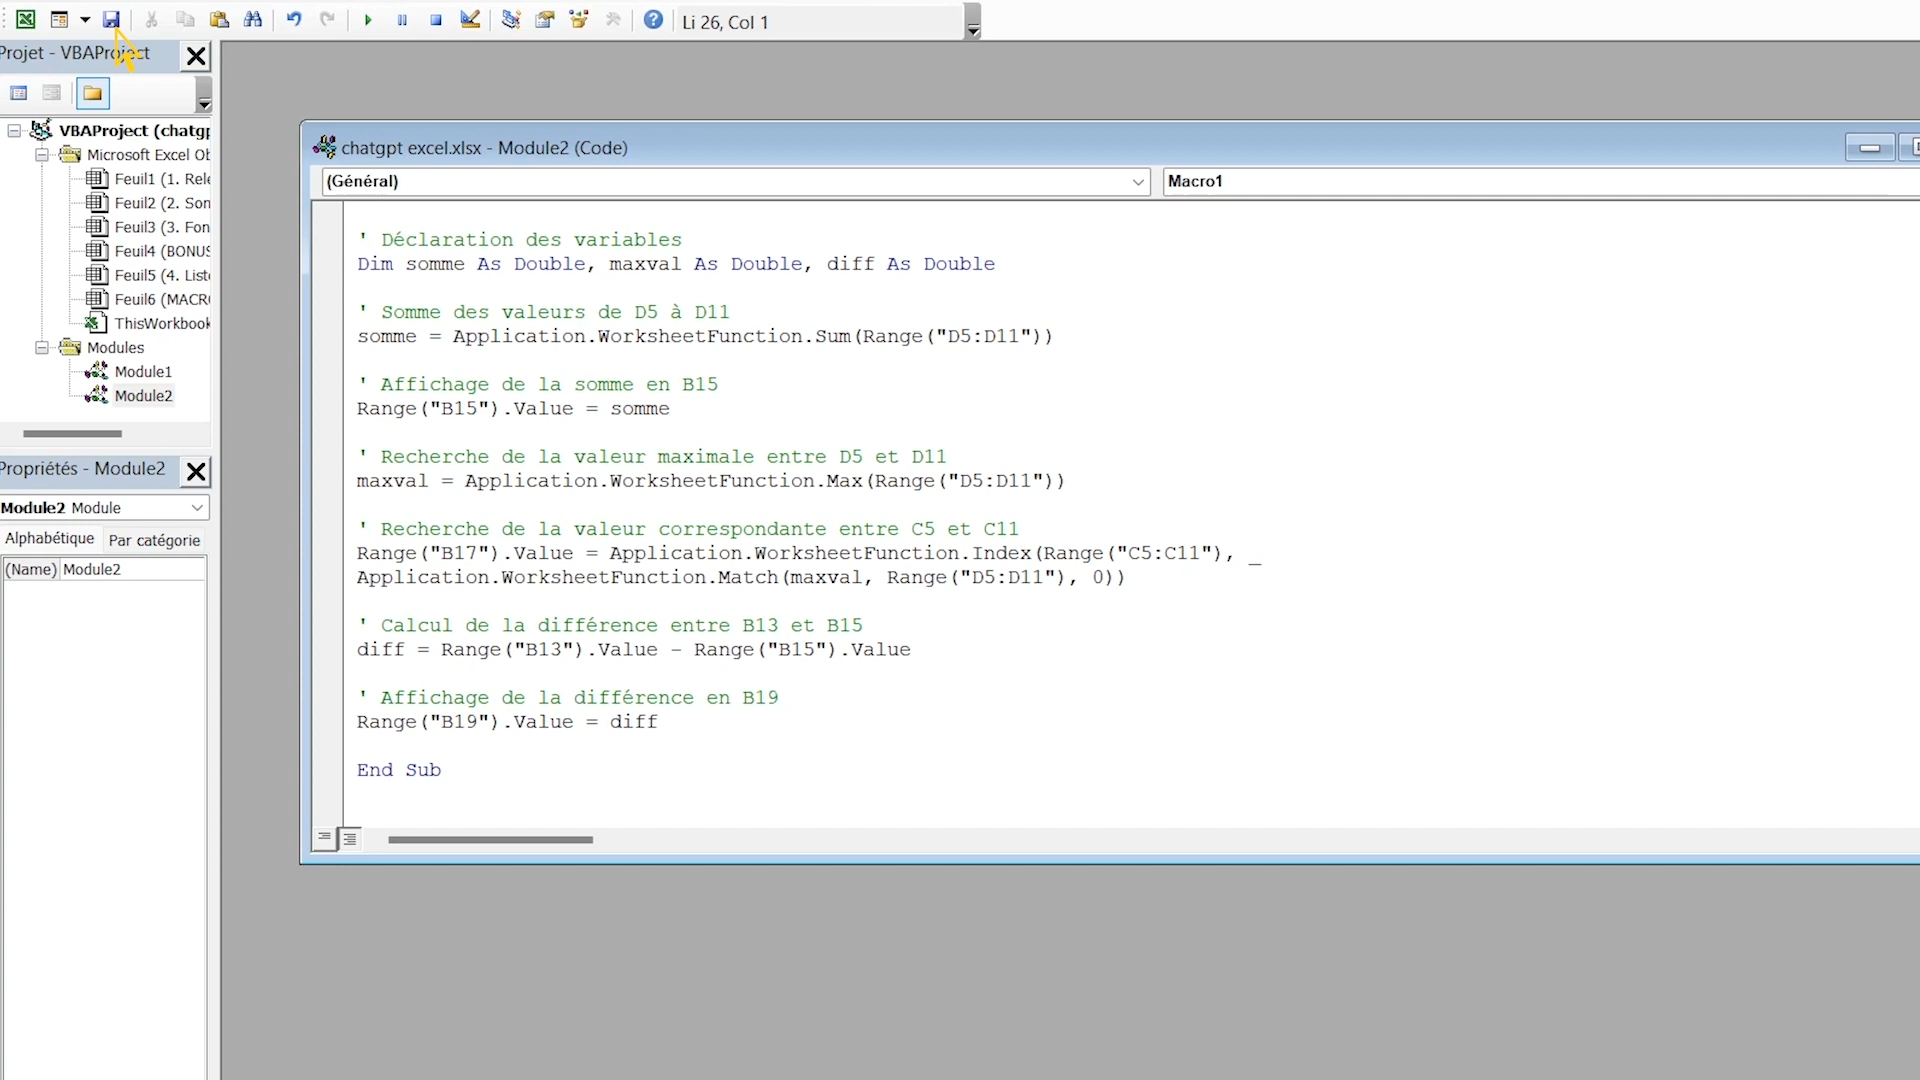 Li 26, Col 1
Projet - VBAProject
VBAProject (chatgp
Microsoft Excel Ob
Feuil1 (1. Rele
Feuil2 (2. Son
Feuil3 (3. Fon
Feuil4 (BONUS
Feuil5 (4. Liste
Feuil6 (MACRO
ThisWorkbook
Modules
Module1
Module2
Propriétés - Module2
Module2 Module
Alphabétique Par catégorie
(Name) Module2
chatgpt excel.xlsx - Module2 (Code)
(Général) Macro1
' Déclaration des variables
Dim somme As Double, maxval As Double, diff As Double
' Somme des valeurs de D5 à D11
somme = Application.WorksheetFunction.Sum(Range("D5:D11"))
' Affichage de la somme en B15
Range("B15").Value = somme
' Recherche de la valeur maximale entre D5 et D11
maxval = Application.WorksheetFunction.Max(Range("D5:D11"))
' Recherche de la valeur correspondante entre C5 et C11
Range("B17").Value = Application.WorksheetFunction.Index(Range("C5:C11"), _
Application.WorksheetFunction.Match(maxval, Range("D5:D11"), 0))
' Calcul de la différence entre B13 et B15
diff = Range("B13").Value - Range("B15").Value
' Affichage de la différence en B19
Range("B19").Value = diff
End Sub